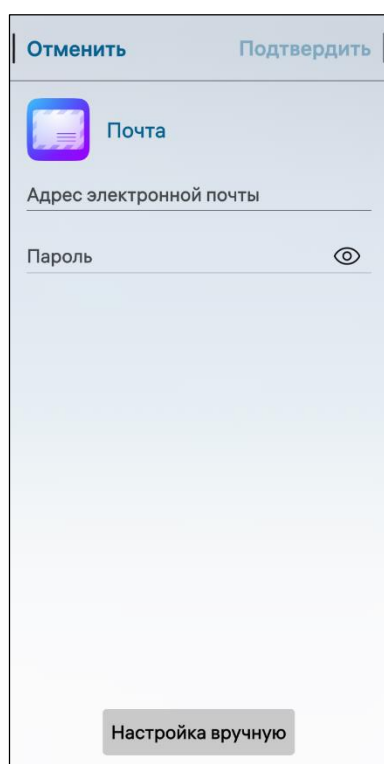 Отменить Подтвердить
Почта
Адрес электронной почты
Пароль
Настройка вручную